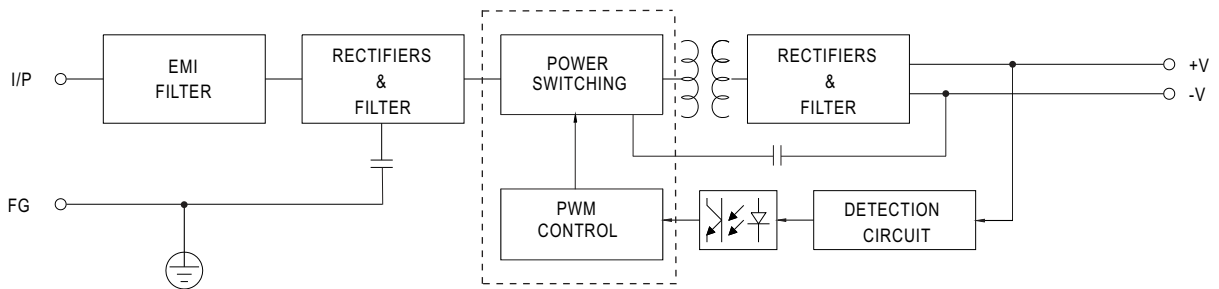 I/P
EMI
FILTER
RECTIFIERS
&
FILTER
POWER
SWITCHING
RECTIFIERS
&
FILTER
+V
-V
FG
PWM
CONTROL
DETECTION
CIRCUIT